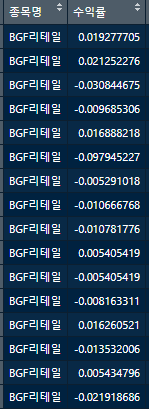 종목명 수익률
BGF리테일 0.019277705
BGF리테일 0.021252276
BGF리테일 -0.030844675
BGF리테일 -0.009685306
BGF리테일 0.016888218
BGF리테일 -0.097945227
BGF리테일 -0.005291018
BGF리테일 -0.010666768
BGF리테일 -0.010781776
BGF리테일 0.005405419
BGF리테일 -0.005405419
BGF리테일 -0.008163311
BGF리테일 0.016260521
BGF리테일 -0.013532006
BGF리테일 0.005434796
BGF리테일 -0.021918686